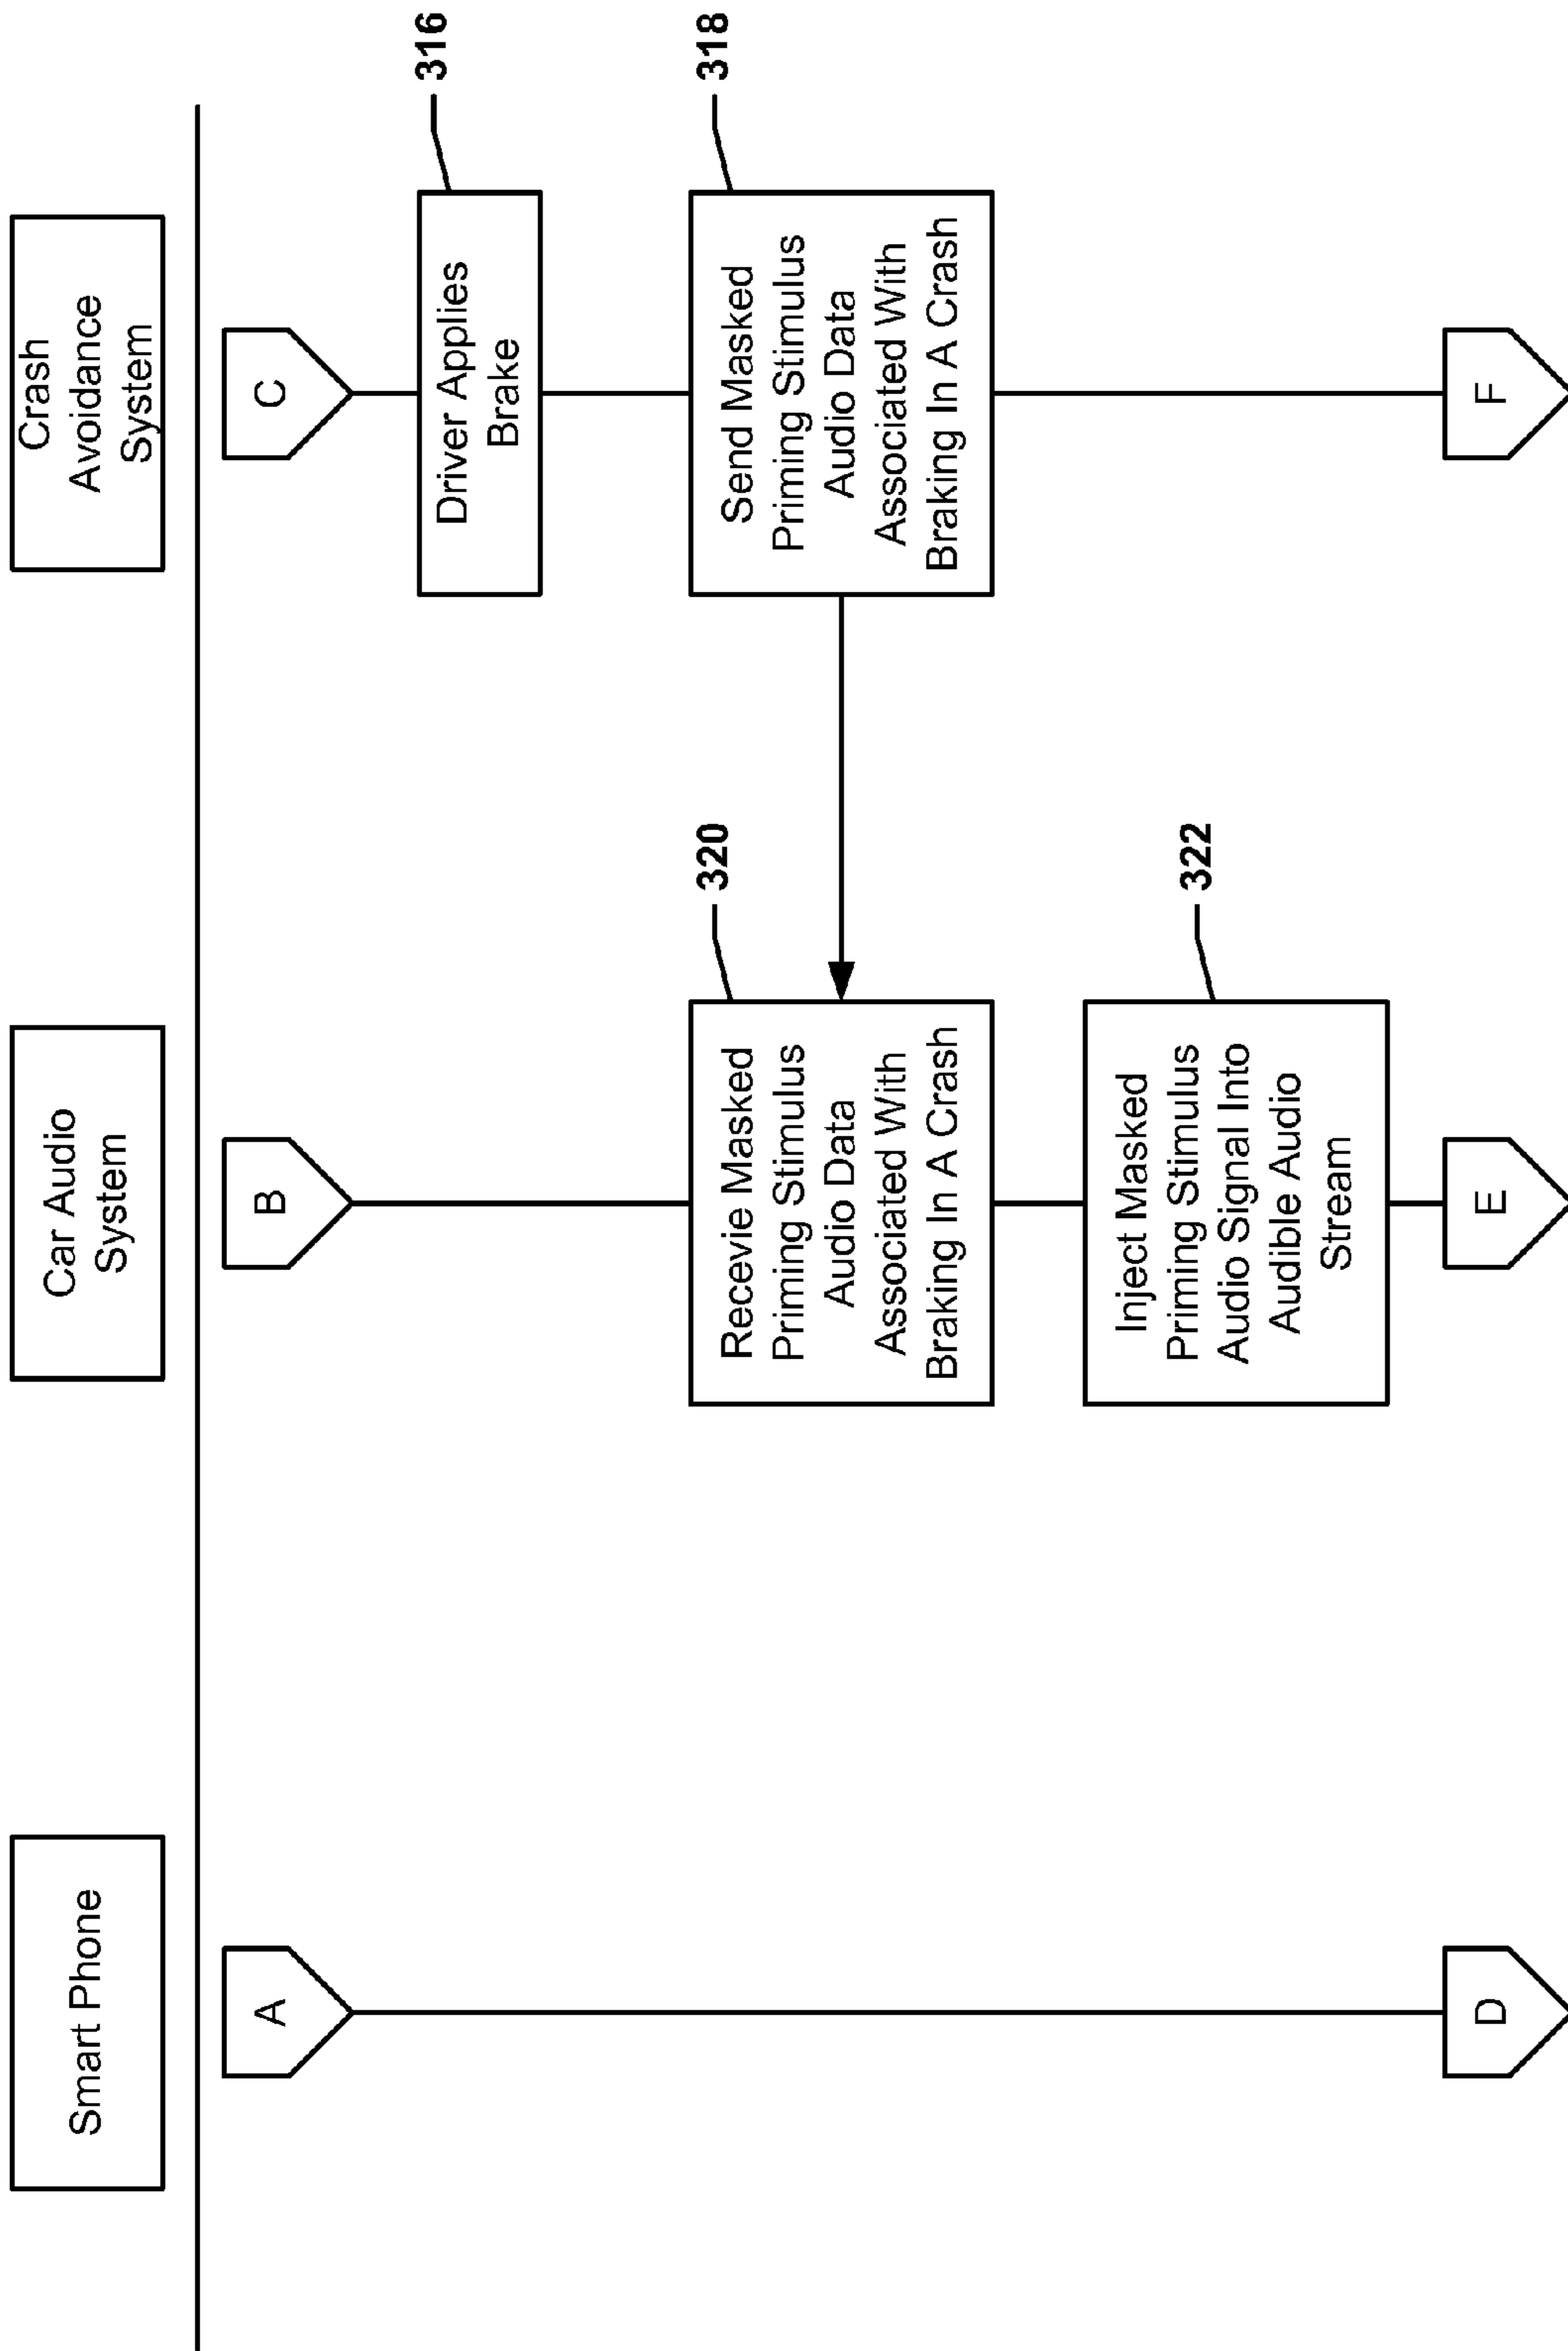 Smart Phone
Car Audio
System
Crash
Avoidance
System
A
B
C
Driver Applies
Brake
316
Recevie Masked
Priming Stimulus
Audio Data
Associated With
Braking In A Crash
320
Send Masked
Priming Stimulus
Audio Data
Associated With
Braking In A Crash
318
Inject Masked
Priming Stimulus
Audio Signal Into
Audible Audio
Stream
322
D
E
F